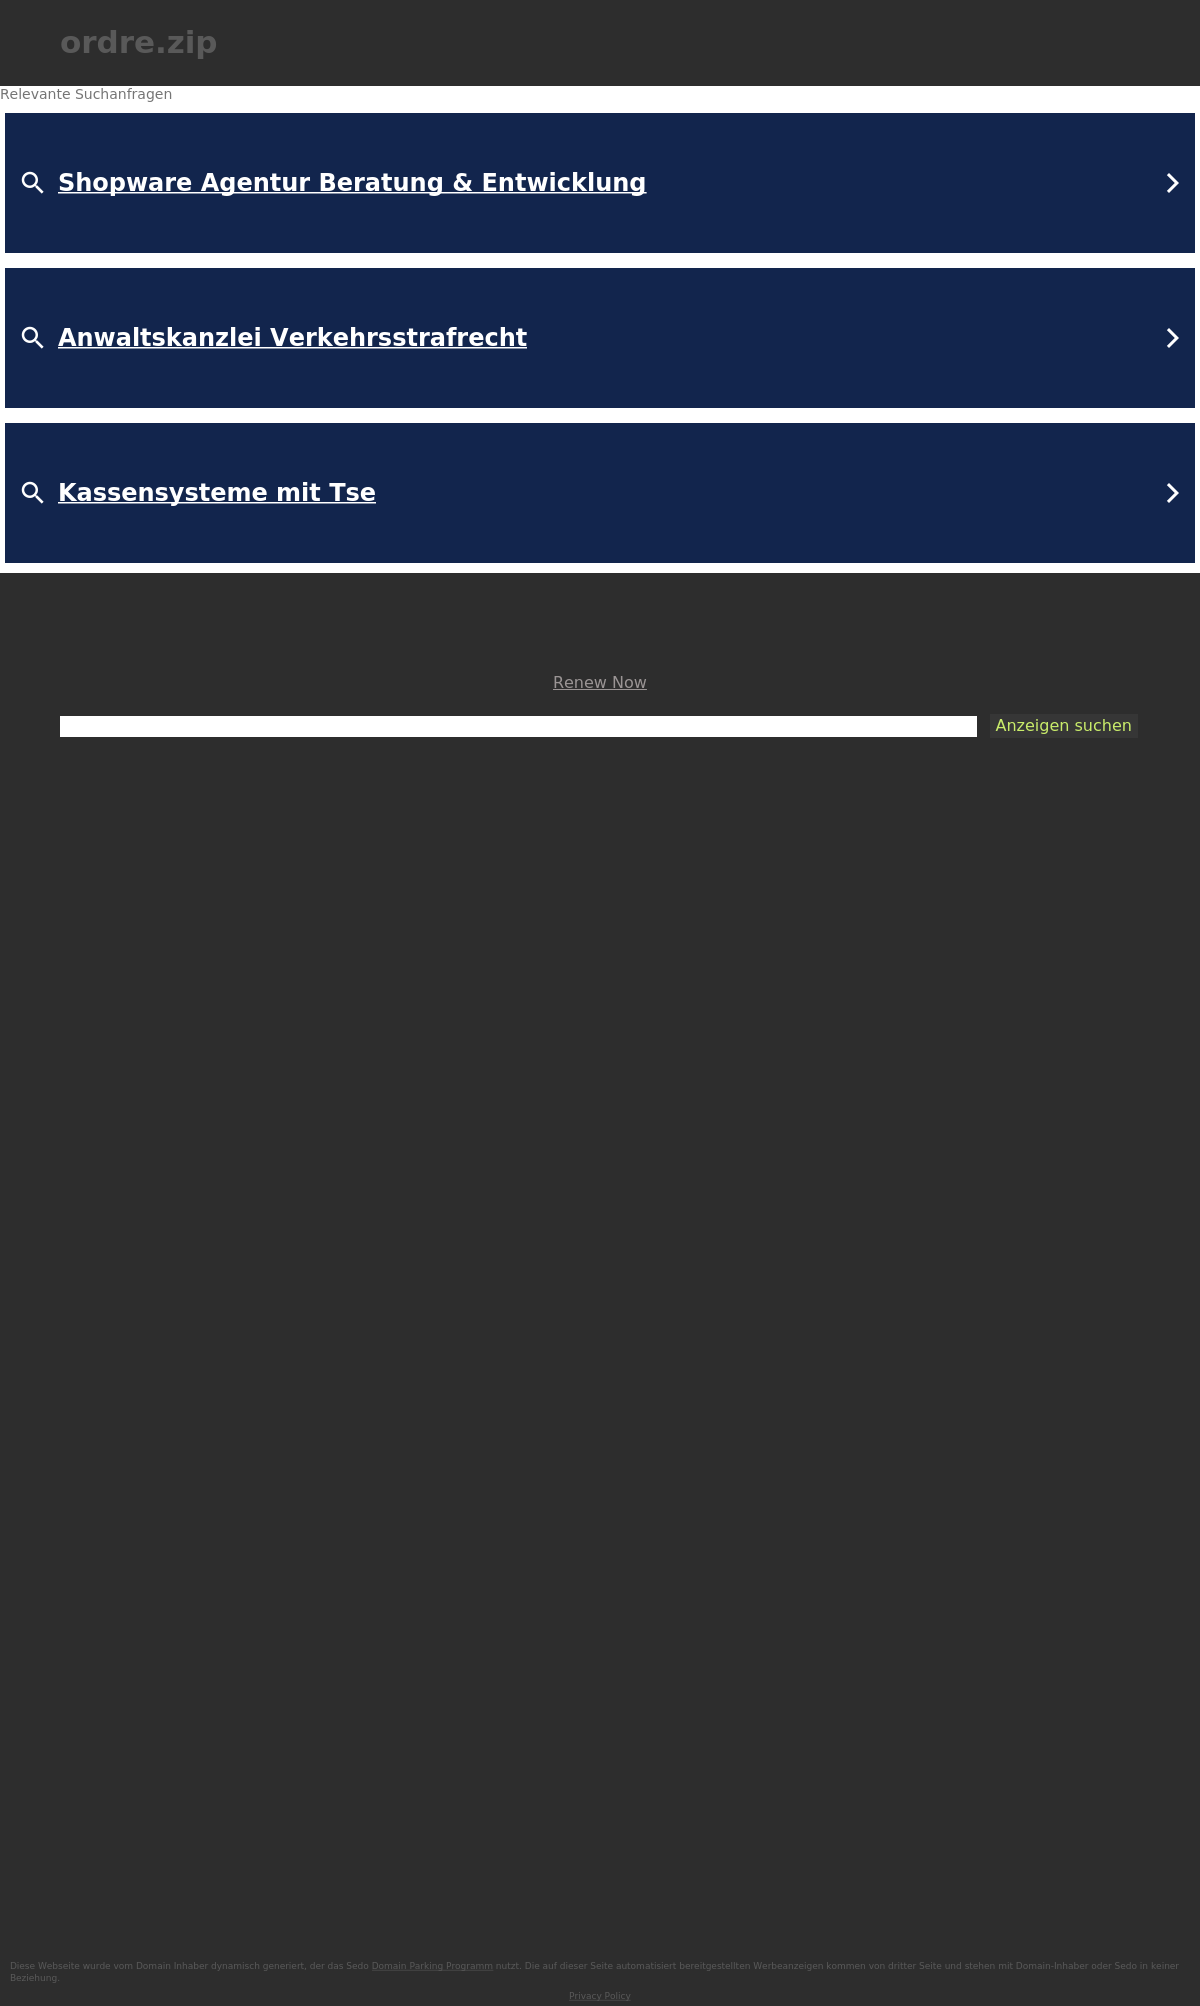 ordre.zip
Relevante Suchanfragen
Shopware Agentur Beratung & Entwicklung
Anwaltskanzlei Verkehrsstrafrecht
Kassensysteme mit Tse
Renew Now
Anzeigen suchen
Diese Webseite wurde vom Domain Inhaber dynamisch generiert, der das Sedo Domain Parking Programm nutzt. Die auf dieser Seite automatisiert bereitgestellten Werbeanzeigen kommen von dritter Seite und stehen mit Domain-Inhaber oder Sedo in keiner
Beziehung.
Privacy Policy